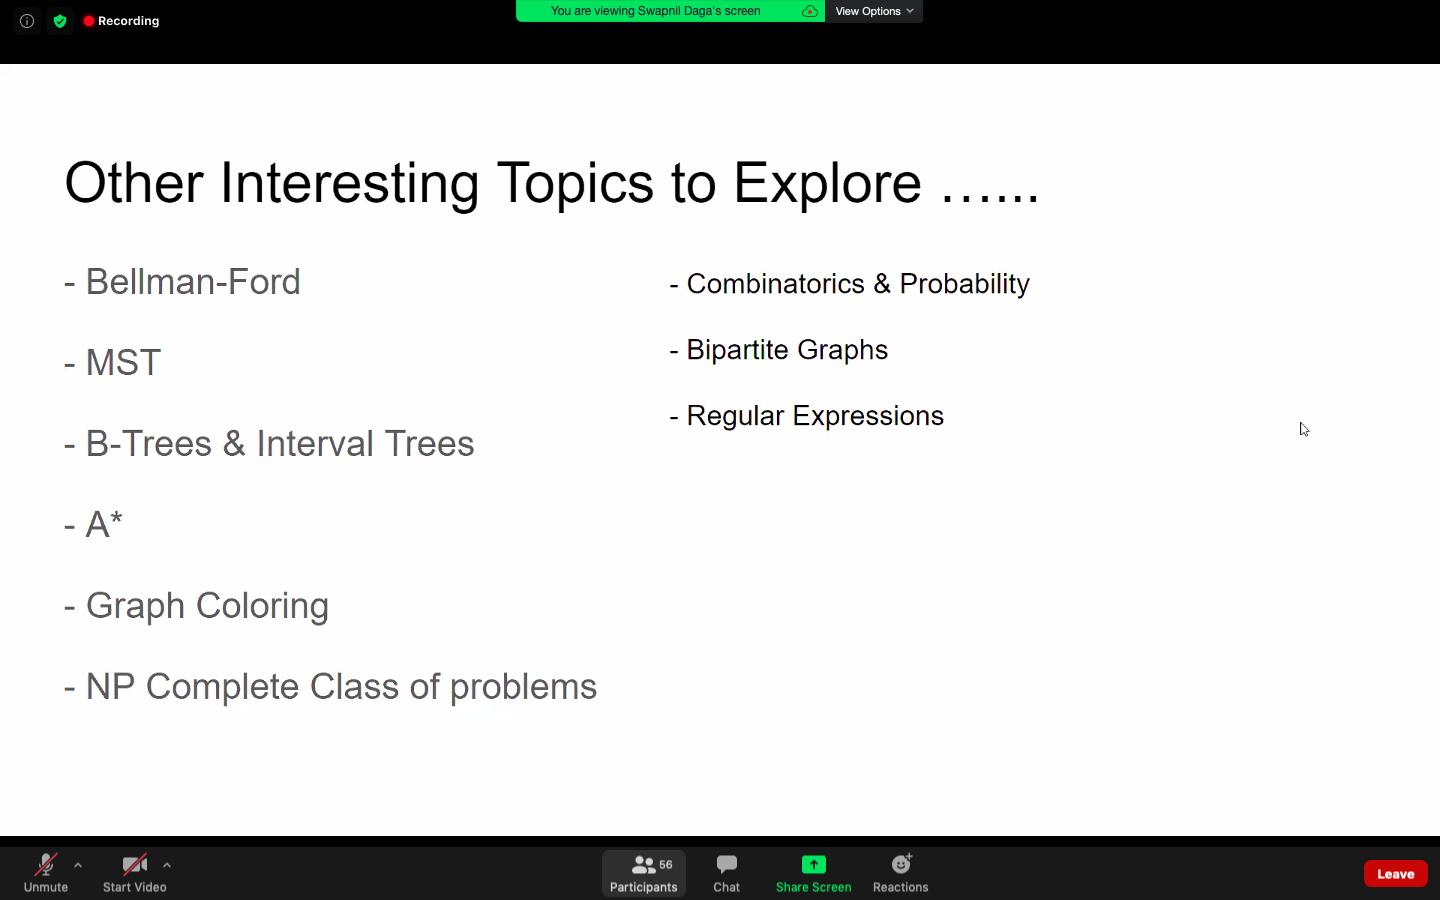 Recording
You are viewing Swapnil Daga's screen
View Options
Other Interesting Topics to Explore …...
- Bellman-Ford
- MST
- B-Trees & Interval Trees
- A*
- Graph Coloring
- NP Complete Class of problems
- Combinatorics & Probability
- Bipartite Graphs
- Regular Expressions
Unmute
Start Video
56
Participants
Chat
Share Screen
Reactions
Leave